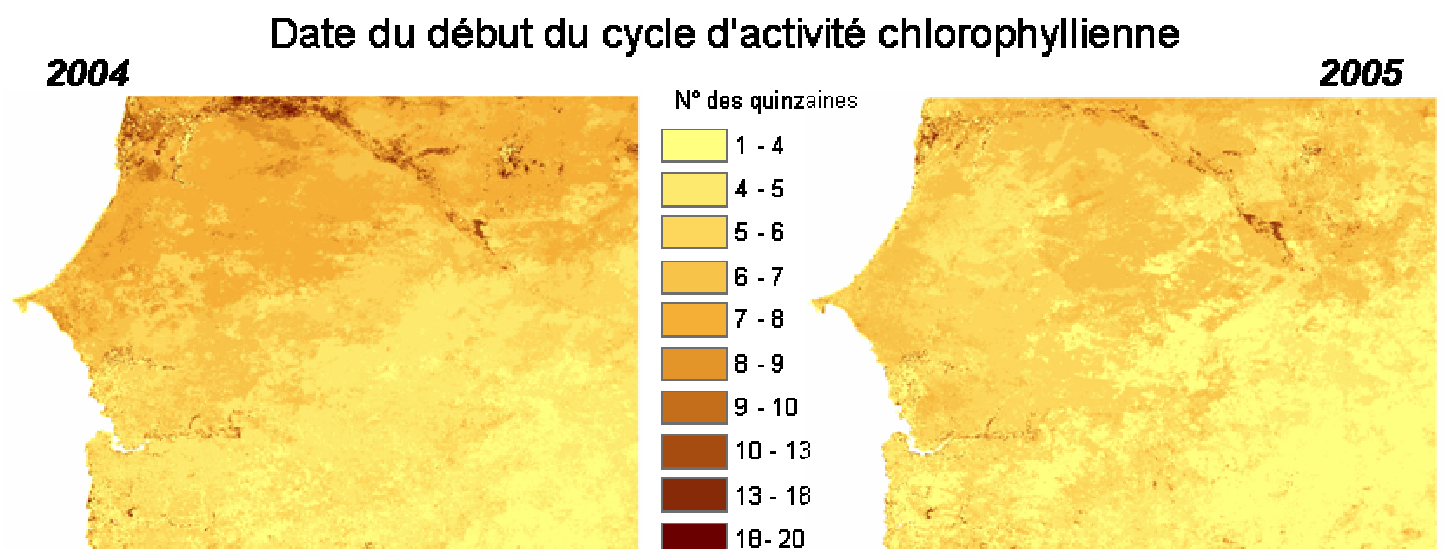 Date du début du cycle d'activité chlorophyllienne
2004
2005
N° des quinzaines
1 - 4
4 - 5
5 - 6
6 - 7
7 - 8
8 - 9
9 - 10
10 - 13
13 - 18
18- 20